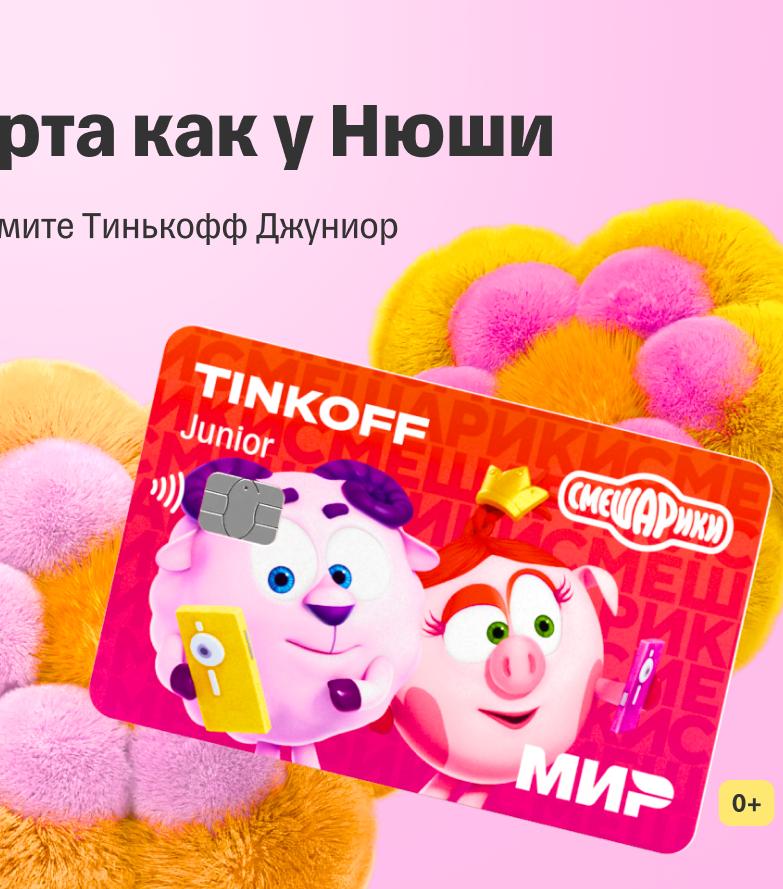 рта как у Нюши
мите Тинькофф Джуниор
TINKOFF
Junior
СМЕШАРИКИ
МИР
0+